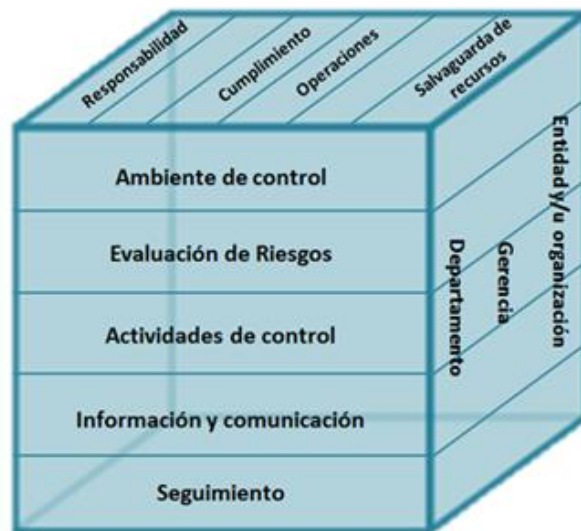 Responsabilidad
Cumplimiento
Operaciones
Salvaguarda de
recursos
Ambiente de control
Evaluación de Riesgos
Actividades de control
Información y comunicación
Seguimiento
Departamento
Gerencia
Entidad y/u organización